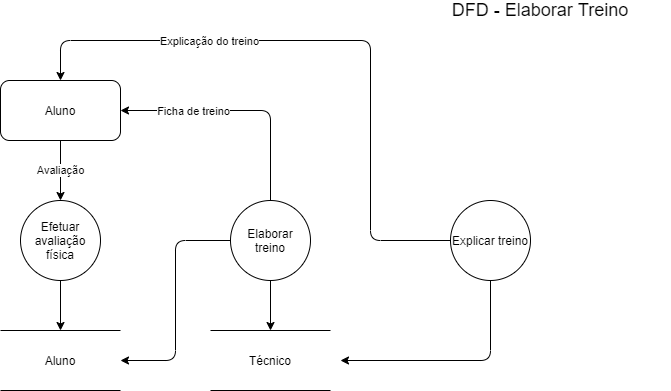 DFD - Elaborar Treino
Explicação do treino
Aluno
Ficha de treino
Avaliação
Efetuar
avaliação
física
Elaborar
treino
Explicar treino
Aluno
Técnico